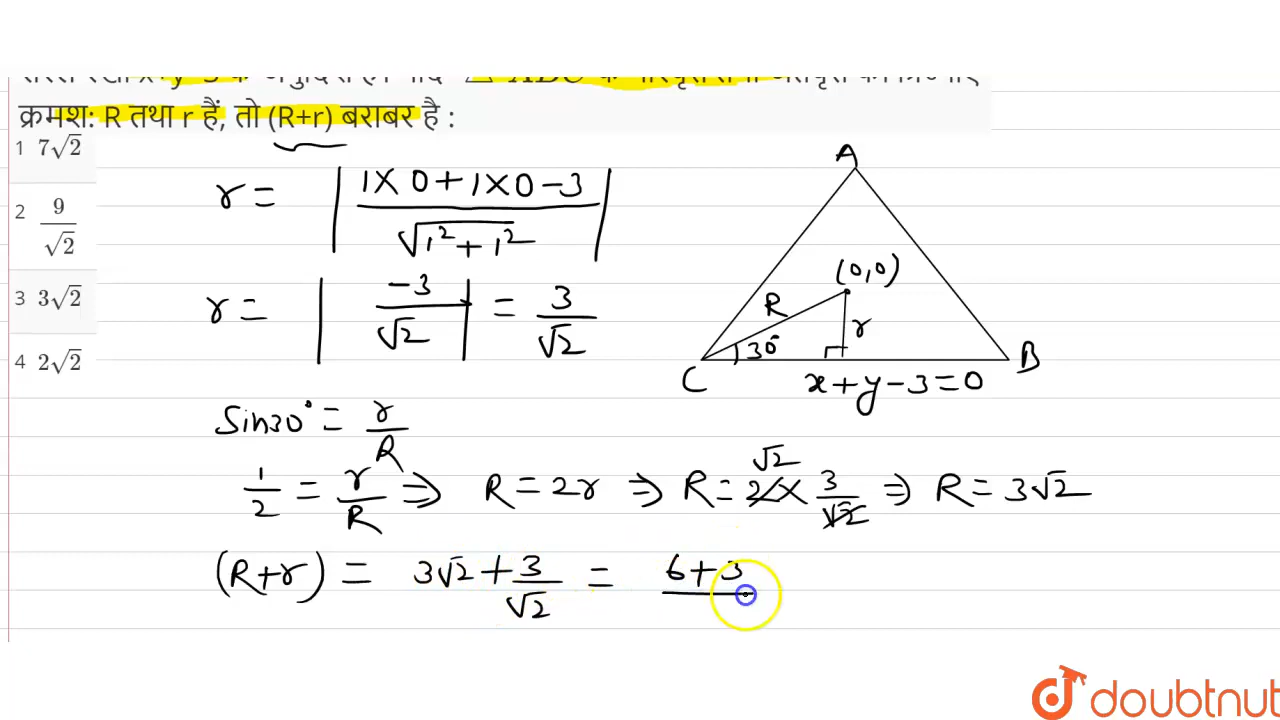 △ ABC
क्रमश: R तथा r हैं, तो (R+r) बराबर है :
1 7√2
2 9/√2
3 3√2
4 2√2
r = | (1×0+1×0-3)/√(1²+1²) |
r = | -3/√2 | = 3/√2
A
(0,0)
R
r
30°
C
B
x+y-3=0
Sin30° = r/R
1/2 = r/R ⇒ R = 2r ⇒ R = 2× 3/√2 ⇒ R = 3√2
√2
(R+r) = 3√2 + 3/√2 = 6+3
doubtnut